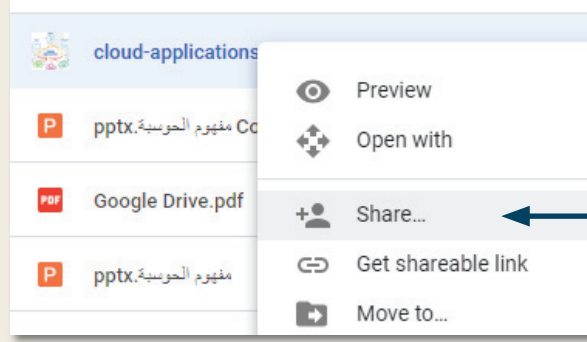 cloud-applications
Preview
مفهوم الحوسبة.pptx Co
Open with
Google Drive.pdf
Share...
Get shareable link
مفهوم الحوسبة.pptx
Move to...